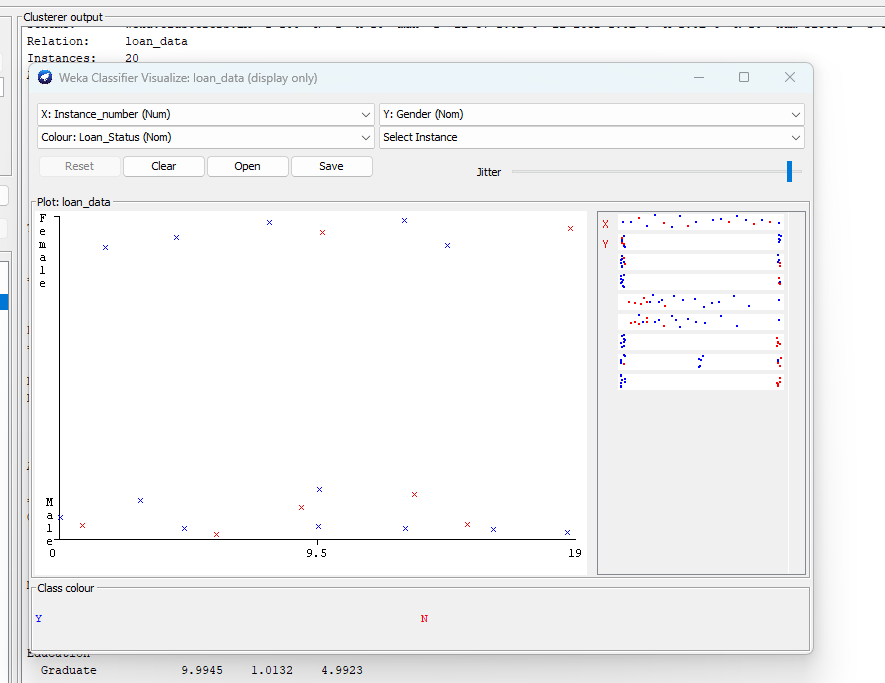 Clusterer output
Relation: loan_data
Instances: 20
Weka Classifier Visualize: loan_data (display only)
X: Instance_number (Num) Y: Gender (Nom)
Colour: Loan_Status (Nom) Select Instance
Reset Clear Open Save Jitter
Plot: loan_data
Female
Male
0 9.5 19
X
Y
Class colour
Y N
Education
Graduate 9.9945 1.0132 4.9923